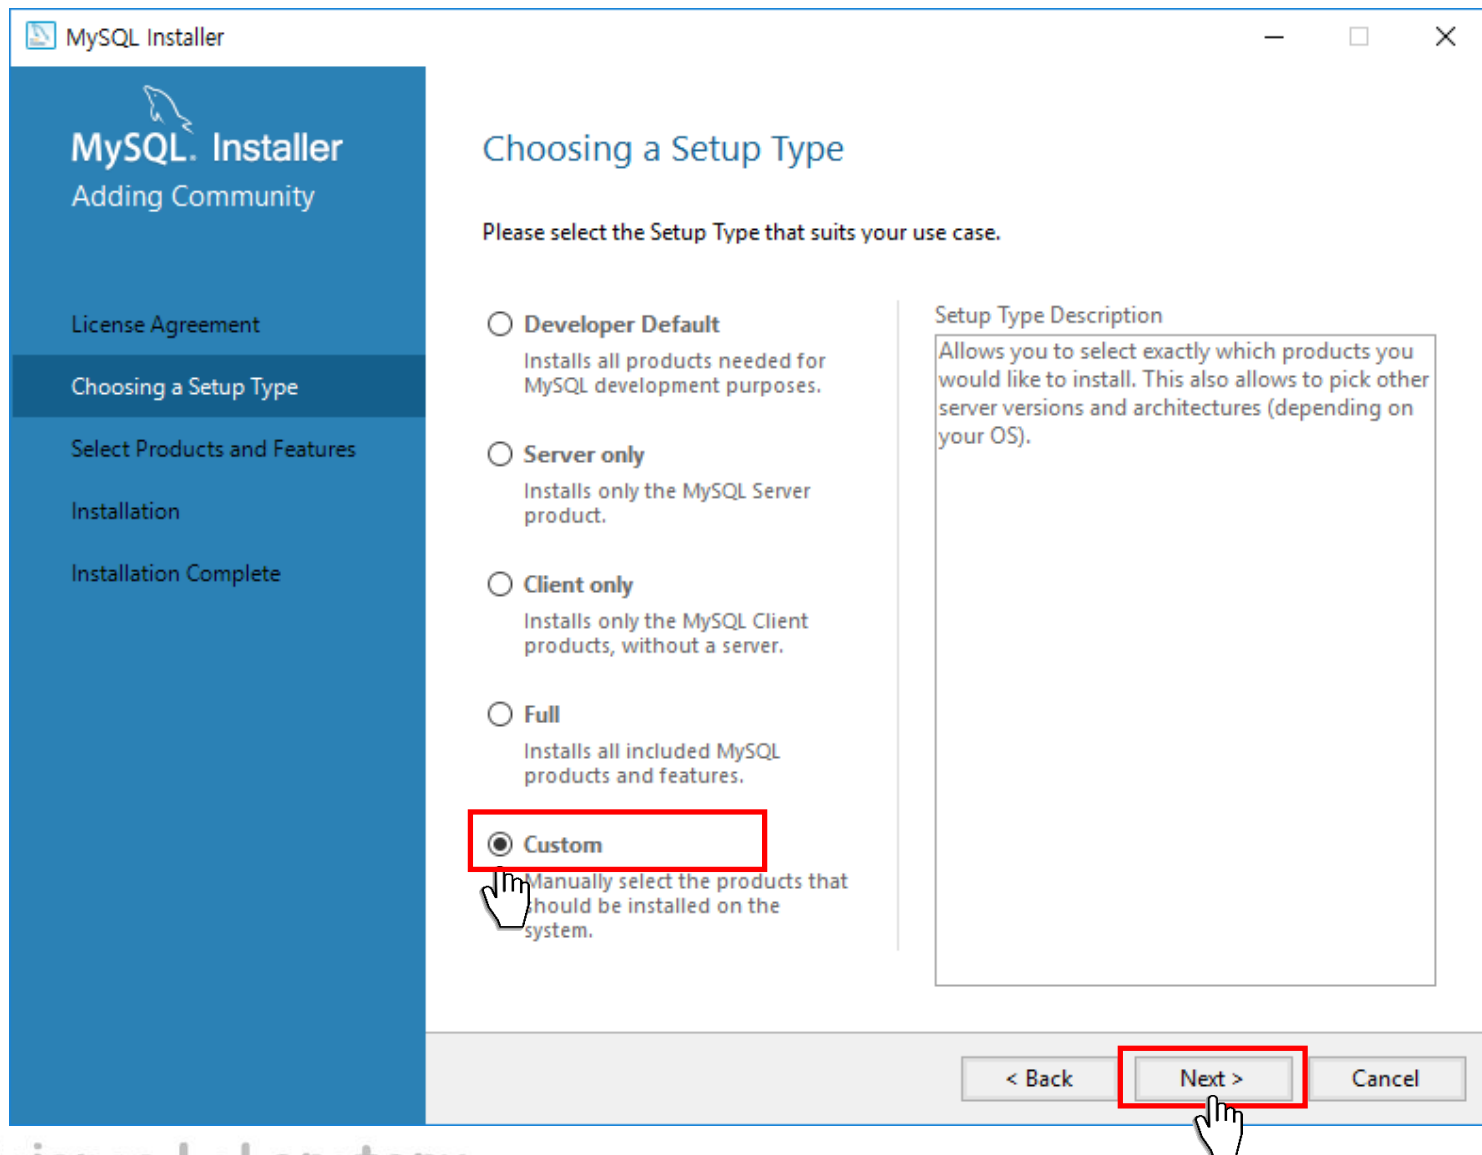 MySQL Installer
MySQL. Installer
Adding Community
License Agreement
Choosing a Setup Type
Select Products and Features
Installation
Installation Complete
Choosing a Setup Type
Please select the Setup Type that suits your use case.
Developer Default
Installs all products needed for
MySQL development purposes.
Server only
Installs only the MySQL Server
product.
Client only
Installs only the MySQL Client
products, without a server.
Full
Installs all included MySQL
products and features.
Custom
Manually select the products that
should be installed on the
system.
Setup Type Description
Allows you to select exactly which products you
would like to install. This also allows to pick other
server versions and architectures (depending on
your OS).
< Back
Next >
Cancel